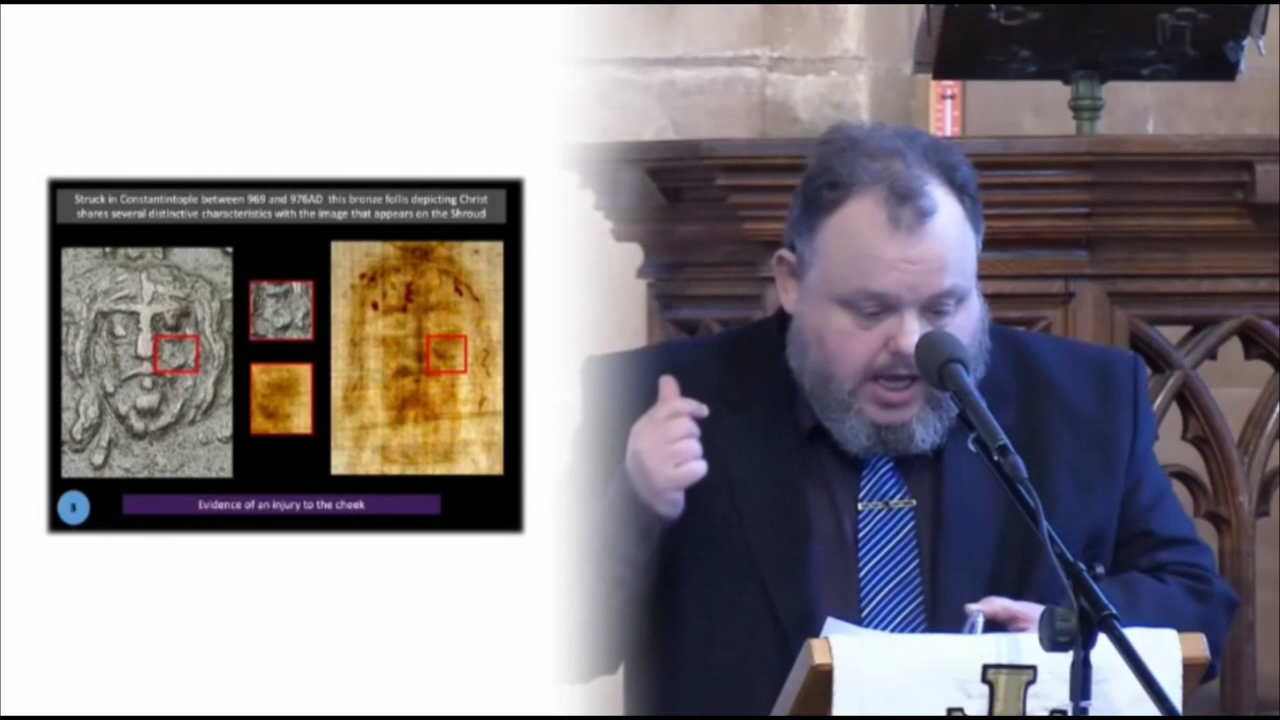 Struck in Constantintople between 969 and 976AD this bronze follis depicting Christ
shares several distinctive characteristics with the image that appears on the Shroud
3
Evidence of an injury to the cheek